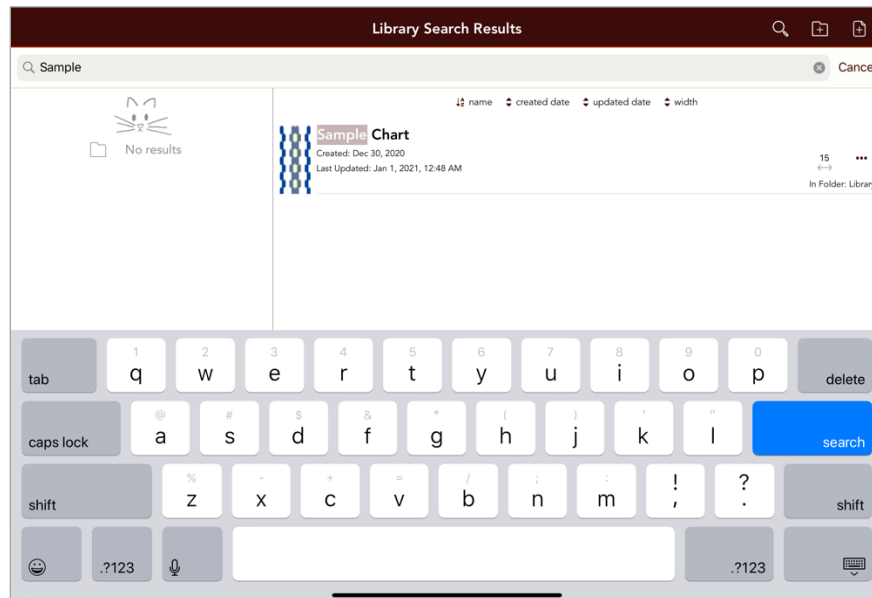 Library Search Results
Sample
Cance
No results
name created date updated date width
Sample Chart
Created: Dec 30, 2020
Last Updated: Jan 1, 2021, 12:48 AM
15
In Folder: Library
1 2 3 4 5 6 7 8 9 0
tab q w e r t y u i o p delete
@ # $ & * ( ) ' "
caps lock a s d f g h j k l search
% - + = / ; : ! ?
shift z x c v b n m , . shift
.?123 .?123